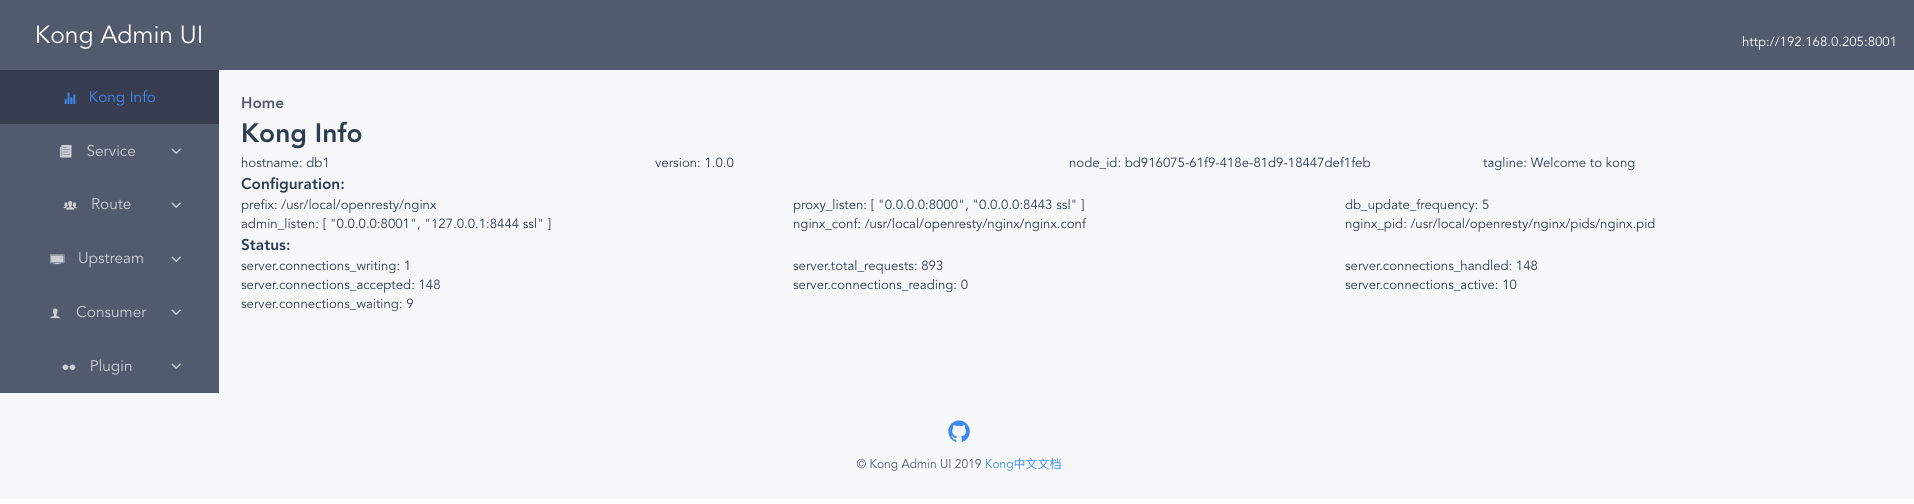 Kong Admin UI
http://192.168.0.205:8001
Kong Info
Service
Route
Upstream
Consumer
Plugin
Home
Kong Info
hostname: db1 version: 1.0.0 node_id: bd916075-61f9-418e-81d9-18447def1feb tagline: Welcome to kong
Configuration:
prefix: /usr/local/openresty/nginx proxy_listen: [ "0.0.0.0:8000", "0.0.0.0:8443 ssl" ] db_update_frequency: 5
admin_listen: [ "0.0.0.0:8001", "127.0.0.1:8444 ssl" ] nginx_conf: /usr/local/openresty/nginx/nginx.conf nginx_pid: /usr/local/openresty/nginx/pids/nginx.pid
Status:
server.connections_writing: 1 server.total_requests: 893 server.connections_handled: 148
server.connections_accepted: 148 server.connections_reading: 0 server.connections_active: 10
server.connections_waiting: 9
© Kong Admin UI 2019 Kong中文文档